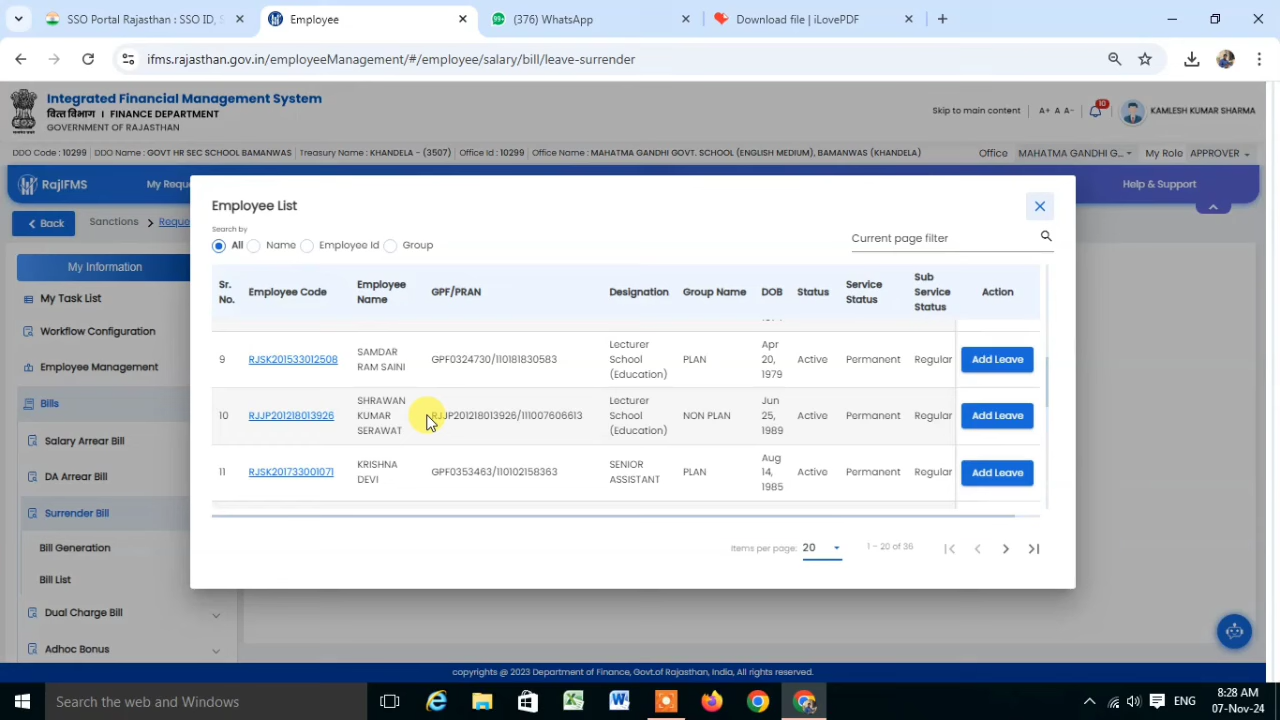 SSO Portal Rajasthan : SSO ID, S
Employee
99+
(376) WhatsApp
Download file | iLovePDF
ifms.rajasthan.gov.in/employeeManagement/#/employee/salary/bill/leave-surrender
Integrated Financial Management System
वित्त विभाग | FINANCE DEPARTMENT
GOVERNMENT OF RAJASTHAN
Skip to main content
A+ A A-
10
KAMLESH KUMAR SHARMA
DDO Code : 10299 DDO Name : GOVT HR SEC SCHOOL BAMANWAS Treasury Name : KHANDELA - (3507) Office Id : 10299 Office Name : MAHATMA GANDHI GOVT. SCHOOL (ENGLISH MEDIUM), BAMANWAS (KHANDELA)
Office MAHATMA GANDHI G... My Role APPROVER
RajIFMS
My Reque
Help & Support
Back
Sanctions
Reque
My Information
My Task List
Workflow Configuration
Employee Management
Bills
Salary Arrear Bill
DA Arrear Bill
Surrender Bill
Bill Generation
Bill List
Dual Charge Bill
Adhoc Bonus
Employee List
Search by
All Name Employee Id Group
Current page filter
Sr. No. Employee Code Employee Name GPF/PRAN Designation Group Name DOB Status Service Status Sub Service Status Action
9 RJSK201533012508 SAMDAR RAM SAINI GPF0324730/110181830583 Lecturer School (Education) PLAN Apr 20, 1979 Active Permanent Regular Add Leave
10 RJJP201218013926 SHRAWAN KUMAR SERAWAT RJJP201218013926/111007606613 Lecturer School (Education) NON PLAN Jun 25, 1989 Active Permanent Regular Add Leave
11 RJSK201733001071 KRISHNA DEVI GPF0353463/110102158363 SENIOR ASSISTANT PLAN Aug 14, 1985 Active Permanent Regular Add Leave
Items per page: 20
1 – 20 of 36
copyrights @ 2023 Department of Finance, Govt.of Rajasthan, India, All rights reserved.
Search the web and Windows
ENG
8:28 AM
07-Nov-24